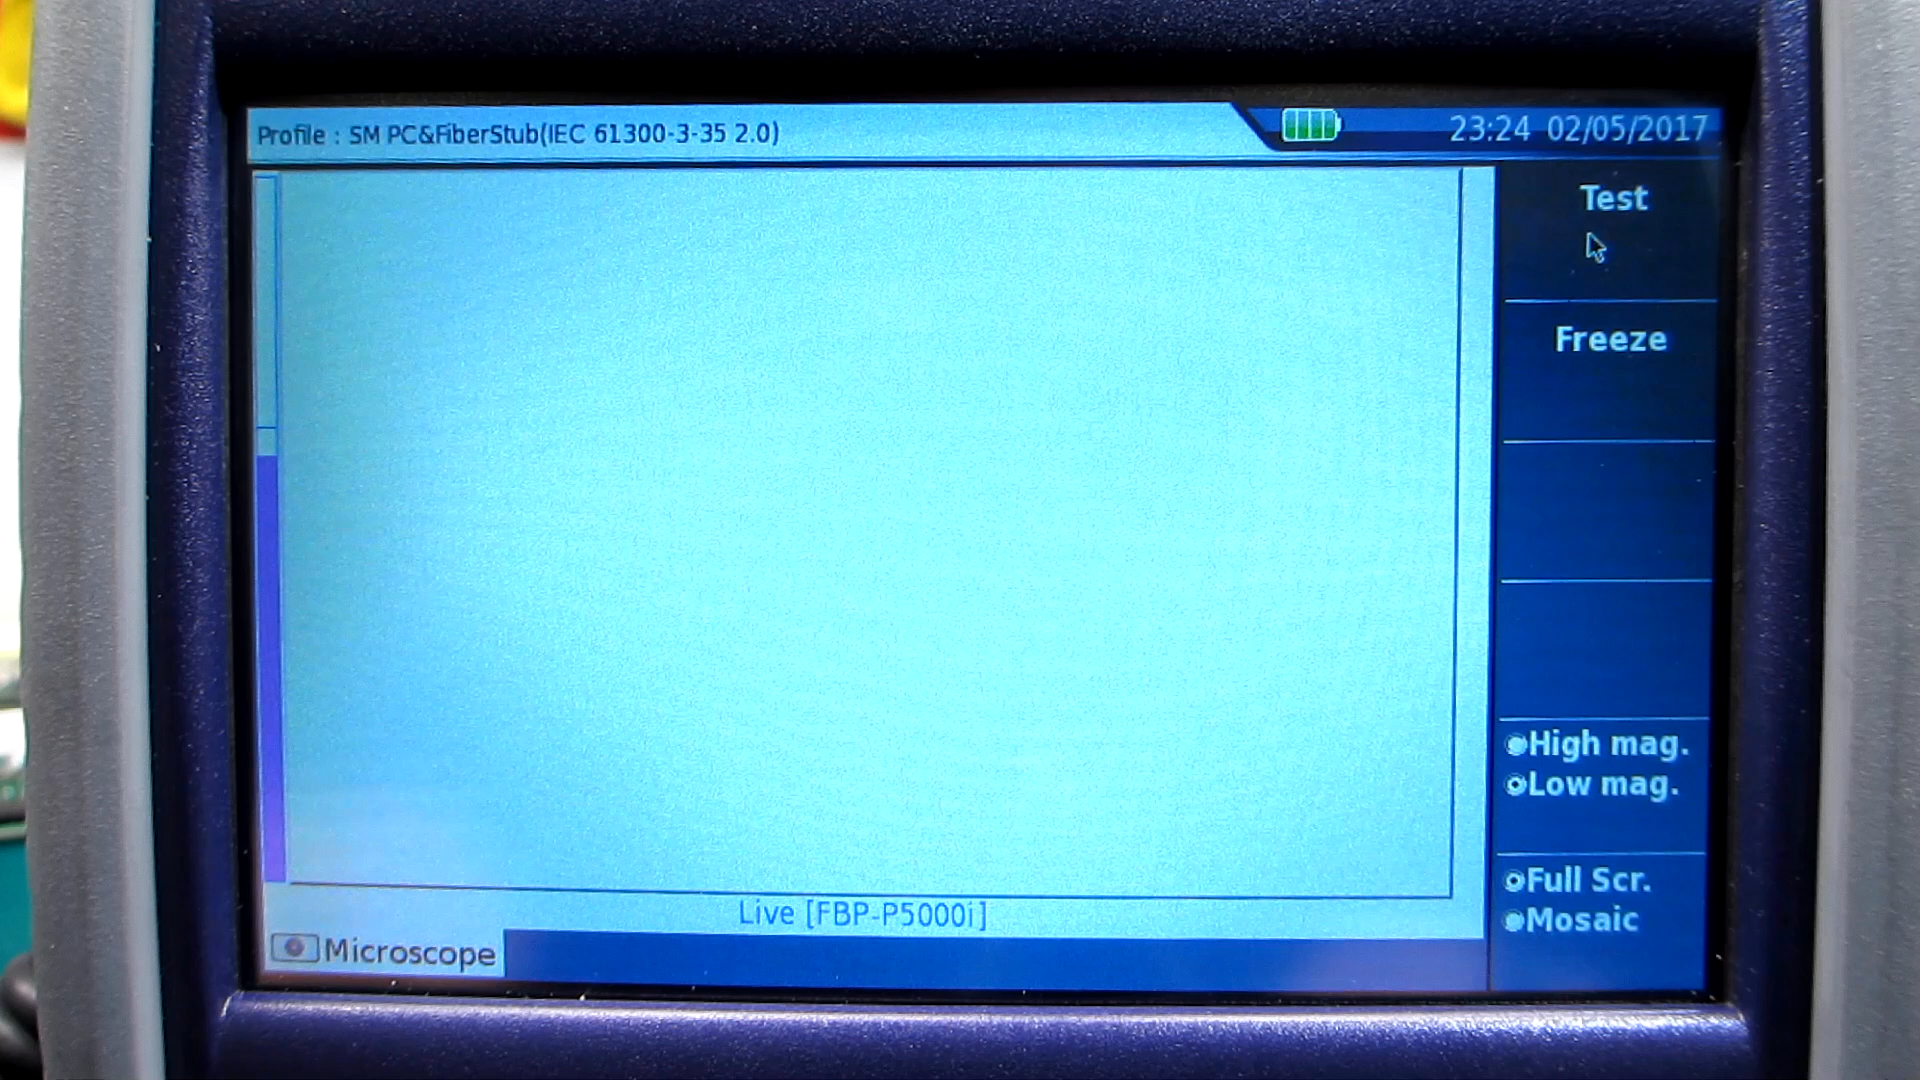 Profile : SM PC&FiberStub(IEC 61300-3-35 2.0)
23:24 02/05/2017
Test
Freeze
High mag.
Low mag.
Full Scr.
Mosaic
Live [FBP-P5000i]
Microscope